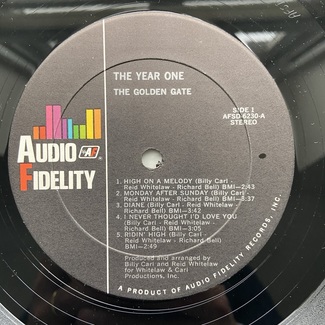 THE YEAR ONE
THE GOLDEN GATE
SIDE 1
AFSD 6230-A
STEREO
AUDIO
FIDELITY
1. HIGH ON A MELODY (Billy Carl -
Reid Whitelaw - Richard Bell) BMI—2:43
2. MONDAY AFTER SUNDAY (Billy Carl -
Reid Whitelaw - Richard Bell) BMI—3:37
3. DIANE (Billy Carl - Reid Whitelaw -
Richard Bell) BMI—3:42
4. I NEVER THOUGHT I'D LOVE YOU
(Billy Carl - Reid Whitelaw - Richard
Bell) BMI—3:05
5. RIDIN' HIGH (Billy Carl -
Reid Whitelaw - Richard Bell) BMI
—2:49
Produced and arranged by
Billy Carl and Reid Whitelaw
for Whitelaw & Carl
Productions, Inc.
A PRODUCT OF AUDIO FIDELITY RECORDS, INC.